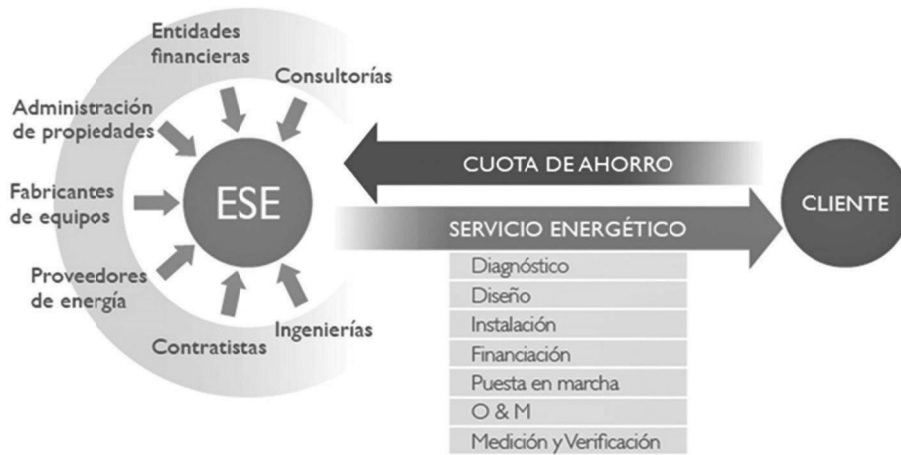 Entidades
financieras
Consultorías
Administración
de propiedades
Fabricantes
de equipos
Proveedores
de energía
Contratistas
Ingenierías
ESE
CUOTA DE AHORRO
SERVICIO ENERGÉTICO
Diagnóstico
Diseño
Instalación
Financiación
Puesta en marcha
O & M
Medición y Verificación
CLIENTE